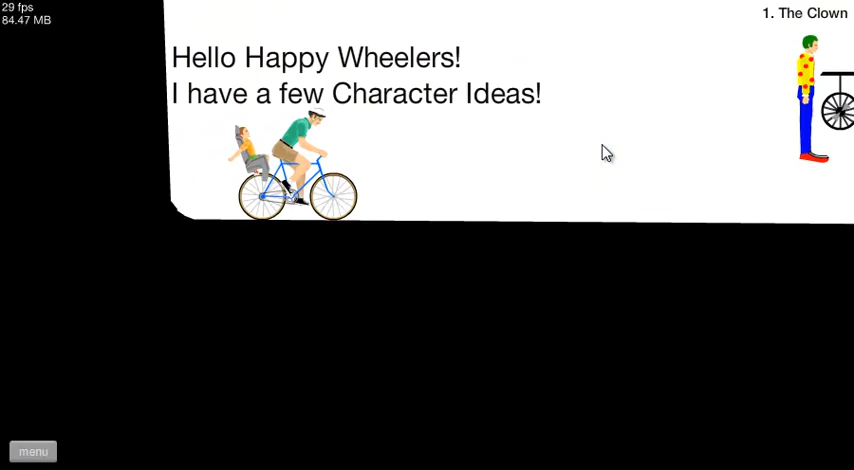 29 fps
84.47 MB
1. The Clown
Hello Happy Wheelers!
I have a few Character Ideas!
menu